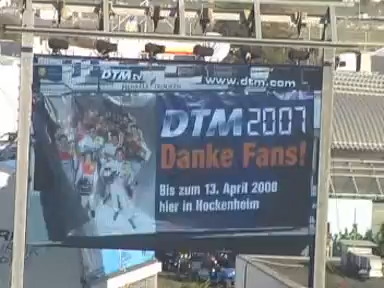 DTM
www.dtm.com
DTM 2007
Danke Fans!
Bis zum 13. April 2008
hier in Hockenheim